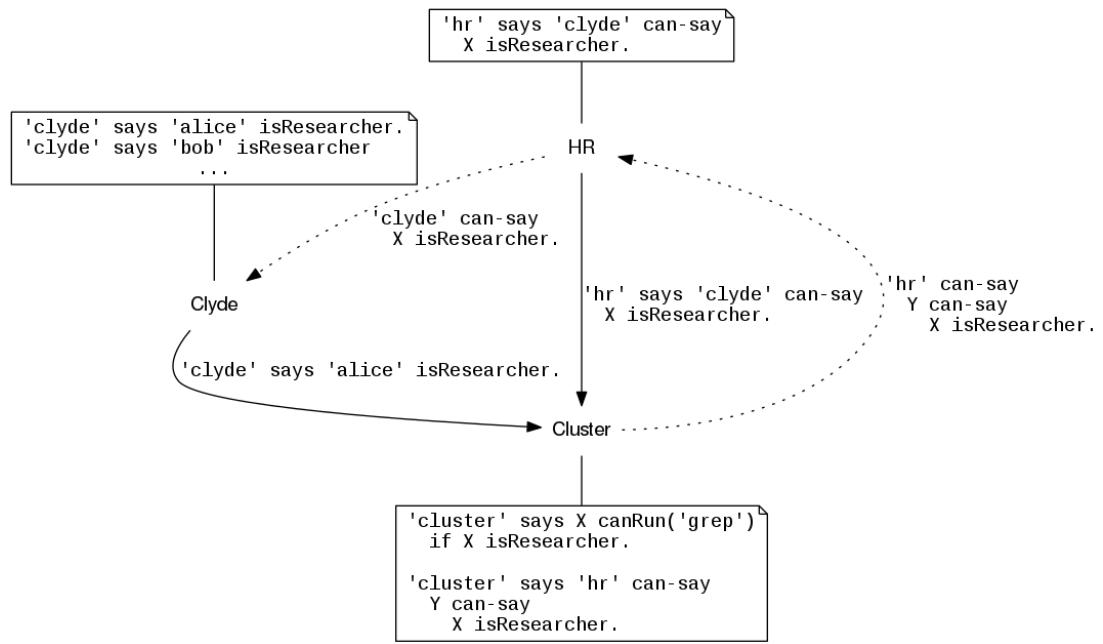 'hr' says 'clyde' can-say
X isResearcher.
'clyde' says 'alice' isResearcher.
'clyde' says 'bob' isResearcher
...
HR
'clyde' can-say
X isResearcher.
Clyde
'hr' says 'clyde' can-say
X isResearcher.
'hr' can-say
Y can-say
X isResearcher.
'clyde' says 'alice' isResearcher.
Cluster
'cluster' says X canRun('grep')
if X isResearcher.
'cluster' says 'hr' can-say
Y can-say
X isResearcher.